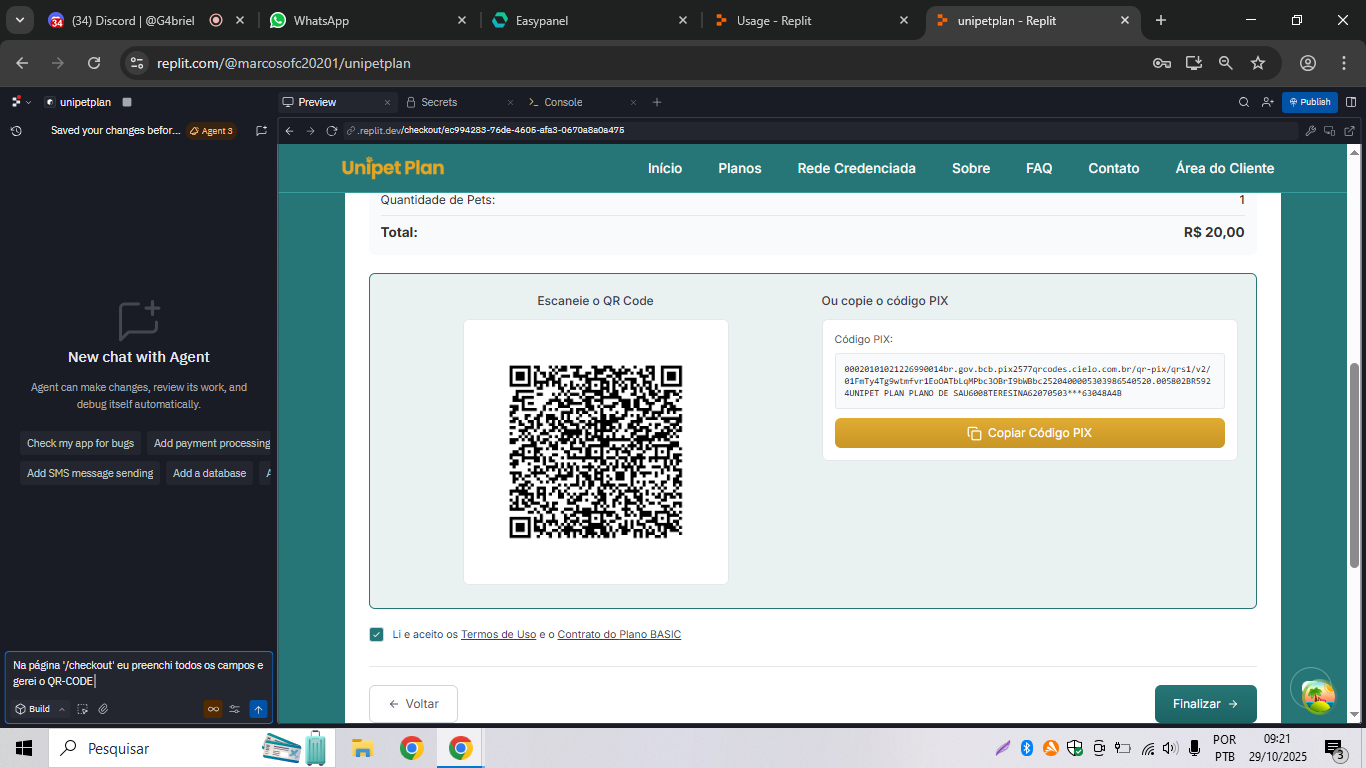 (34) Discord | @G4briel
WhatsApp
Easypanel
Usage - Replit
unipetplan - Replit
replit.com/@marcosofc20201/unipetplan
unipetplan
Preview
Secrets
Console
Publish
Saved your changes befor...
Agent 3
.replit.dev/checkout/ec994283-76de-4605-afa3-0670a8a0a475
Unipet Plan
Início
Planos
Rede Credenciada
Sobre
FAQ
Contato
Área do Cliente
Quantidade de Pets:
1
Total:
R$ 20,00
Escaneie o QR Code
Ou copie o código PIX
Código PIX:
00020101021226990014br.gov.bcb.pix2577qrcodes.cielo.com.br/qr-pix/qrs1/v2/
01FmTy4Tg9wtmfvr1EoOATbLqMPbc3OBrI9bWBbc2520400005303986540520.005802BR592
4UNIPET PLAN PLANO DE SAU6008TERESINA62070503***63048A4B
Copiar Código PIX
Li e aceito os Termos de Uso e o Contrato do Plano BASIC
Voltar
Finalizar
New chat with Agent
Agent can make changes, review its work, and
debug itself automatically.
Check my app for bugs
Add payment processing
Add SMS message sending
Add a database
Na página '/checkout' eu preenchi todos os campos e
gerei o QR-CODE
Build
Pesquisar
POR
PTB
09:21
29/10/2025
3